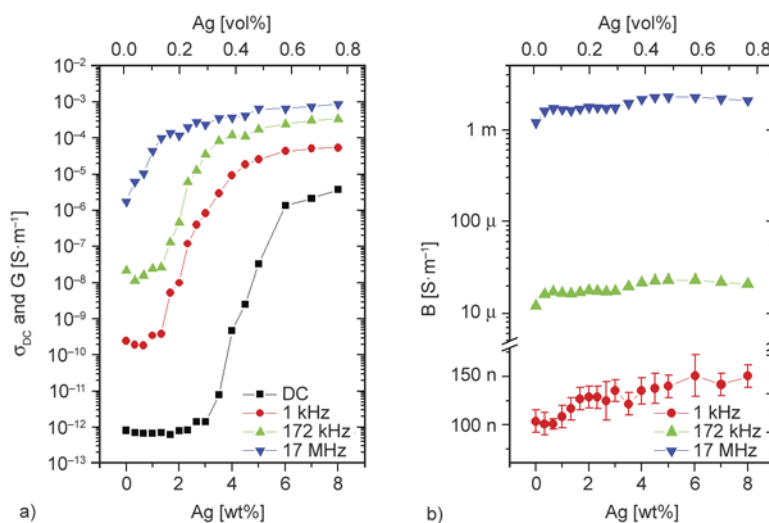 Ag [vol%]
0.0 0.2 0.4 0.6 0.8
10⁻²
10⁻³
10⁻⁴
10⁻⁵
10⁻⁶
10⁻⁷
10⁻⁸
10⁻⁹
10⁻¹⁰
10⁻¹¹
10⁻¹²
10⁻¹³
σDC and G [S·m⁻¹]
DC
1 kHz
172 kHz
17 MHz
0 2 4 6 8
a) Ag [wt%]
Ag [vol%]
0.0 0.2 0.4 0.6 0.8
1 m
100 μ
10 μ
150 n
100 n
B [S·m⁻¹]
1 kHz
172 kHz
17 MHz
0 2 4 6 8
b) Ag [wt%]